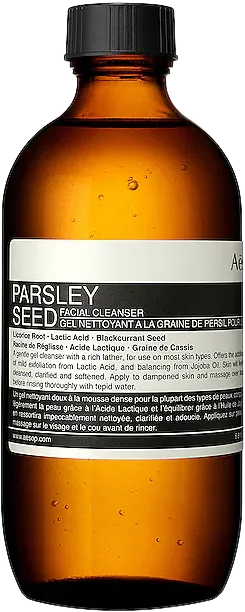 PARSLEY
SEED FACIAL CLEANSER
GEL NETTOYANT A LA GRAINE DE PERSIL POUR
Licorice Root · Lactic Acid · Blackcurrant Seed
Racine de Réglisse · Acide Lactique · Graine de Cassis
A gentle gel cleanser with a rich lather, for use on most skin types. Offers the
of mild exfoliation from Lactic Acid, and balancing from Jojoba Oil. Skin will
cleansed, clarified and softened. Apply to dampened skin and massage over
before rinsing thoroughly with tepid water.
Un gel nettoyant doux à la mousse dense pour la plupart des types de peaux,
légèrement la peau grâce à l'Acide Lactique et l'équilibrer grâce à l'Huile de
en ressortira impeccablement nettoyée, clarifiée et adoucie. Appliquez sur
massage sur le visage et le cou avant de rincer.
www.aesop.com